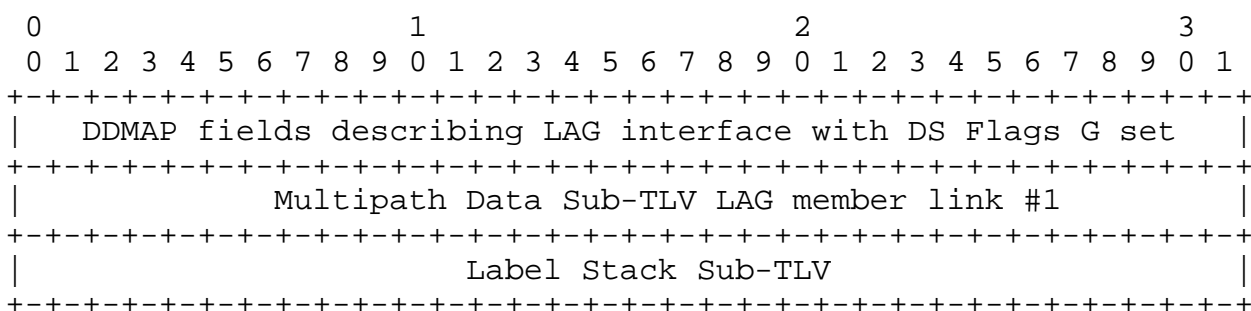 0                   1                   2                   3
 0 1 2 3 4 5 6 7 8 9 0 1 2 3 4 5 6 7 8 9 0 1 2 3 4 5 6 7 8 9 0 1
+-+-+-+-+-+-+-+-+-+-+-+-+-+-+-+-+-+-+-+-+-+-+-+-+-+-+-+-+-+-+-+-+
|   DDMAP fields describing LAG interface with DS Flags G set   |
+-+-+-+-+-+-+-+-+-+-+-+-+-+-+-+-+-+-+-+-+-+-+-+-+-+-+-+-+-+-+-+-+
|             Multipath Data Sub-TLV LAG member link #1         |
+-+-+-+-+-+-+-+-+-+-+-+-+-+-+-+-+-+-+-+-+-+-+-+-+-+-+-+-+-+-+-+-+
|                       Label Stack Sub-TLV                     |
+-+-+-+-+-+-+-+-+-+-+-+-+-+-+-+-+-+-+-+-+-+-+-+-+-+-+-+-+-+-+-+-+